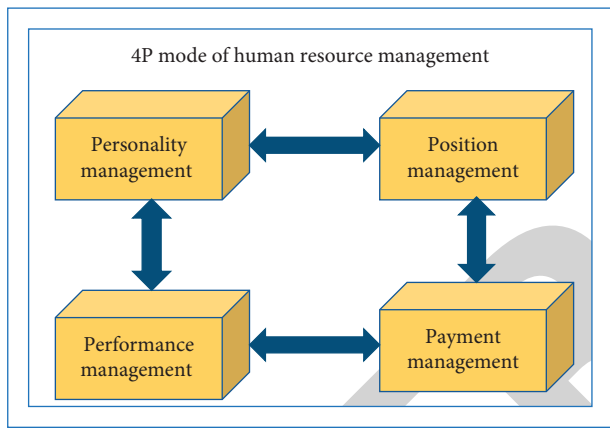 4P mode of human resource management
Personality
management
Position
management
Performance
management
Payment
management